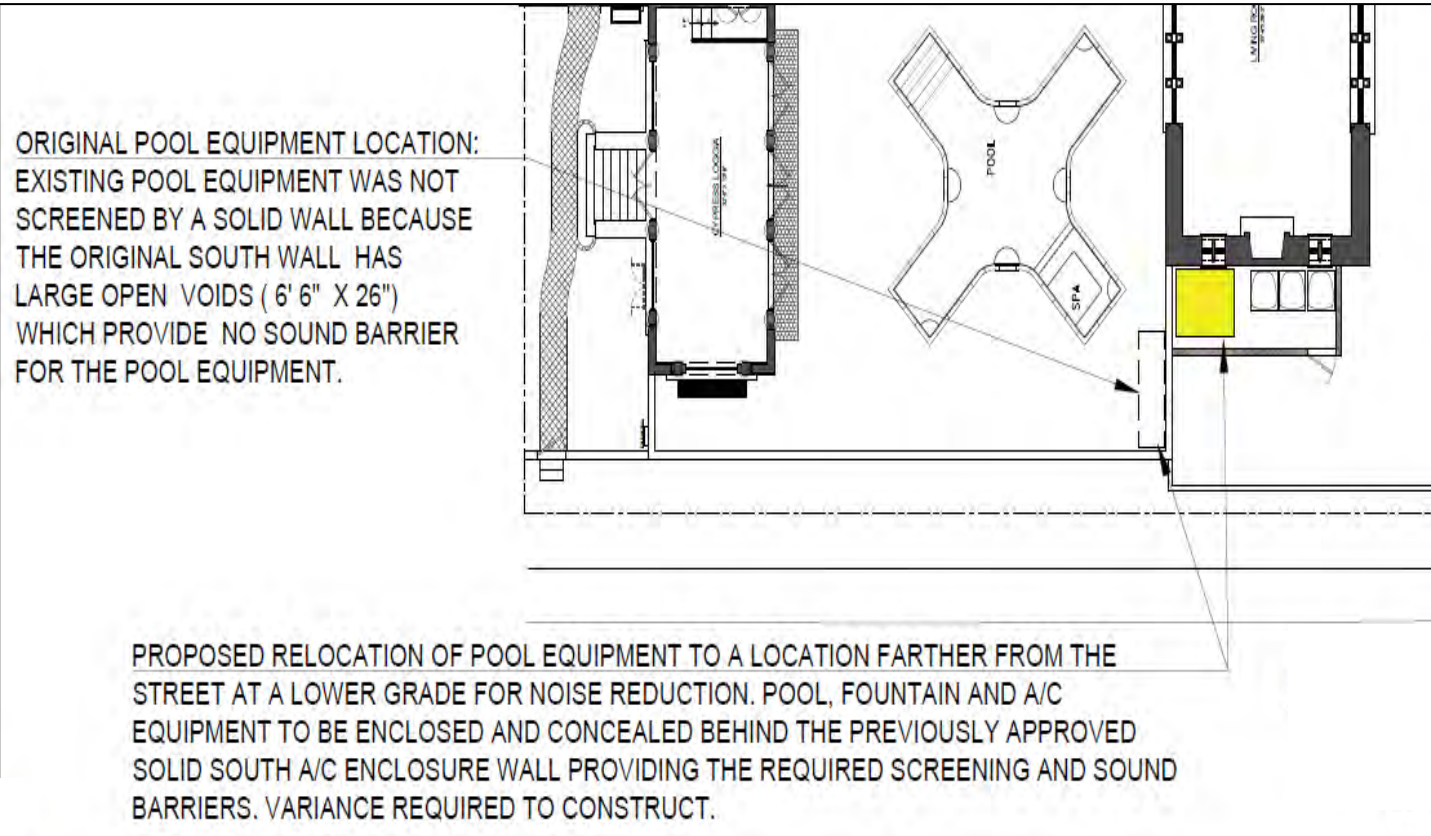 ORIGINAL POOL EQUIPMENT LOCATION:
EXISTING POOL EQUIPMENT WAS NOT
SCREENED BY A SOLID WALL BECAUSE
THE ORIGINAL SOUTH WALL HAS
LARGE OPEN VOIDS ( 6' 6" X 26")
WHICH PROVIDE NO SOUND BARRIER
FOR THE POOL EQUIPMENT.
CYPRESS LOGGIA
POOL
SPA
LIVING RO
PROPOSED RELOCATION OF POOL EQUIPMENT TO A LOCATION FARTHER FROM THE
STREET AT A LOWER GRADE FOR NOISE REDUCTION. POOL, FOUNTAIN AND A/C
EQUIPMENT TO BE ENCLOSED AND CONCEALED BEHIND THE PREVIOUSLY APPROVED
SOLID SOUTH A/C ENCLOSURE WALL PROVIDING THE REQUIRED SCREENING AND SOUND
BARRIERS. VARIANCE REQUIRED TO CONSTRUCT.